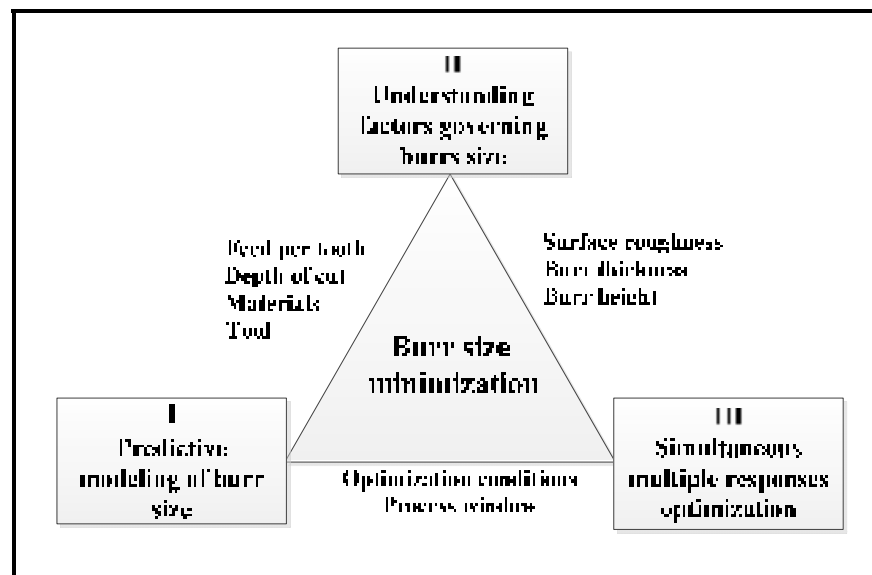 II
Understanding
factors governing
burrs size
Feed per tooth
Depth of cut
Materials
Tool
Surface roughness
Burr thickness
Burr height
Burr size
minimization
I
Predictive
modeling of burr
size
Optimization conditions
Process window
III
Simultaneous
multiple responses
optimization